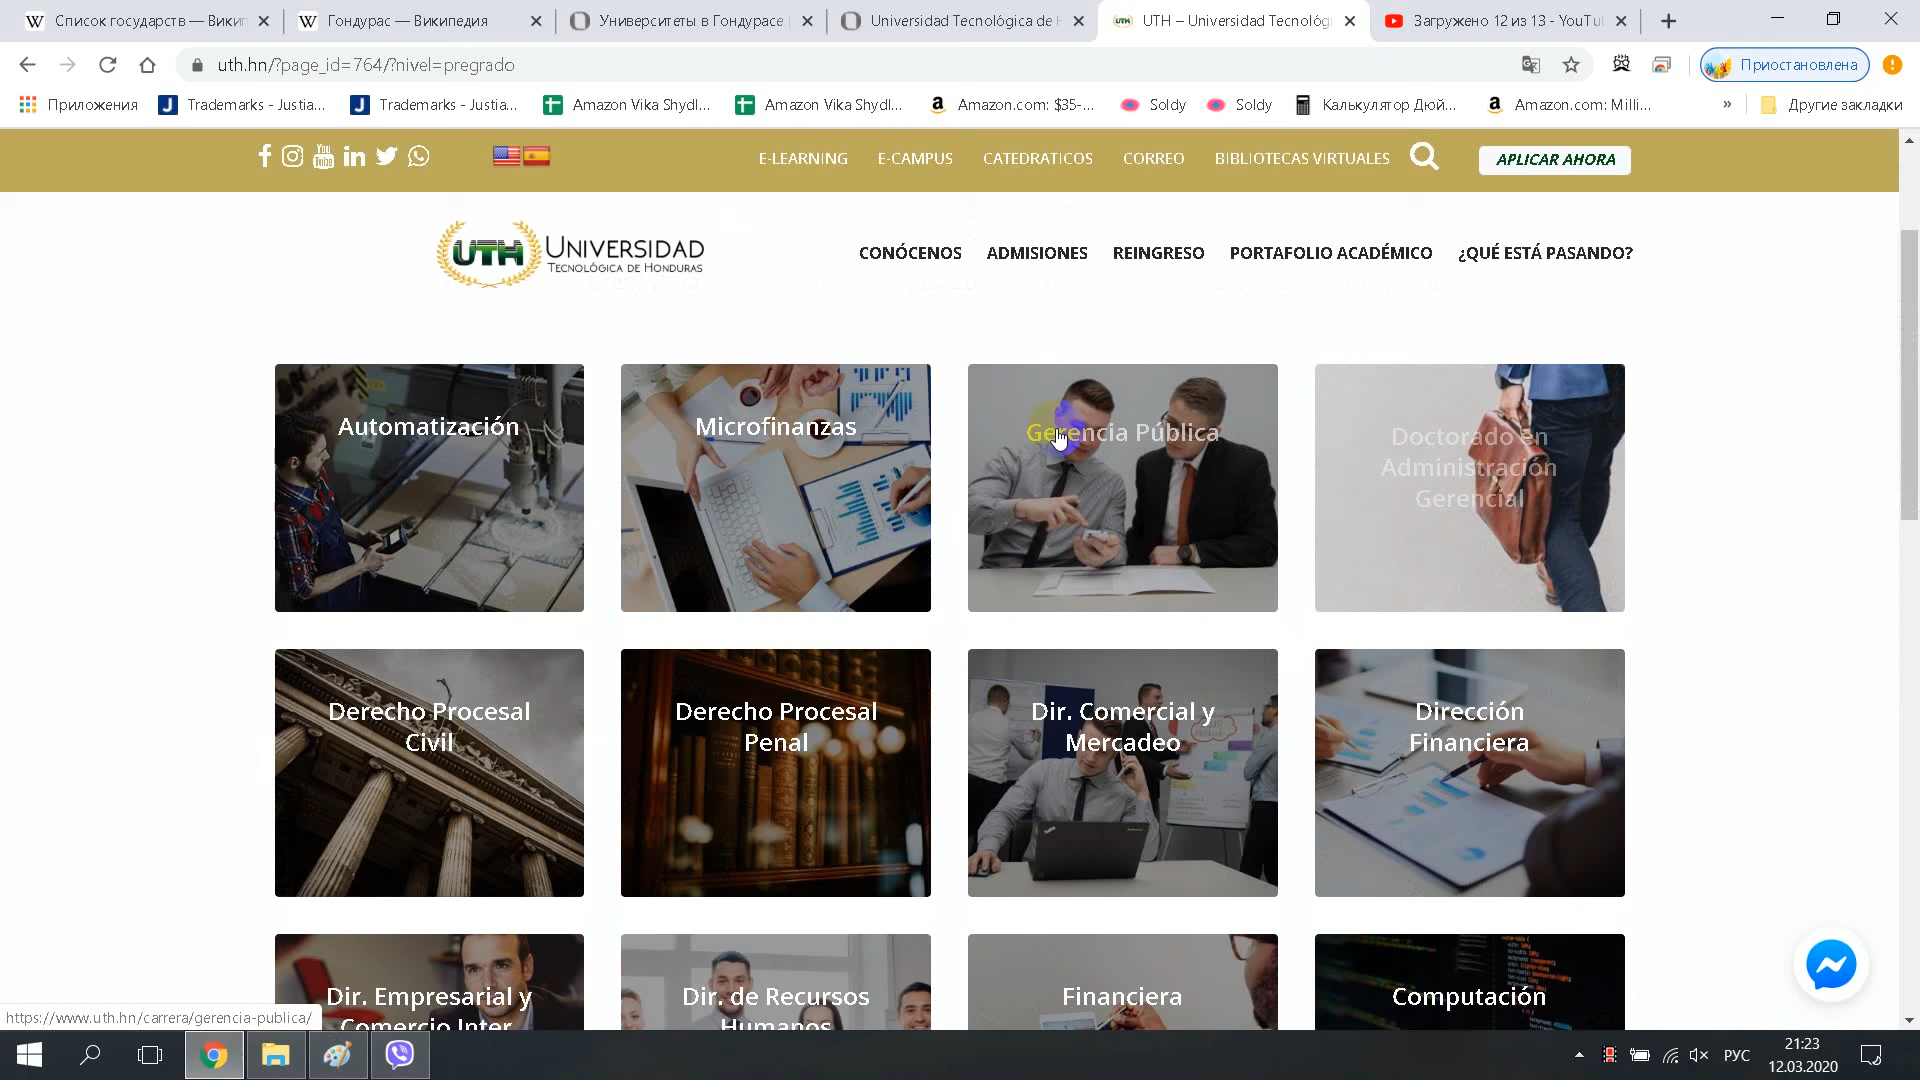 Список государств — Викип
Гондурас — Википедия
Университеты в Гондурасе
Universidad Tecnológica de H
UTH – Universidad Tecnológi
Загружено 12 из 13 - YouTu
uth.hn/?page_id=764/?nivel=pregrado
Приостановлена
Приложения
Trademarks - Justia...
Trademarks - Justia...
Amazon Vika Shydl...
Amazon Vika Shydl...
Amazon.com: $35-...
Soldy
Soldy
Калькулятор Дюй...
Amazon.com: Milli...
»
Другие закладки
E-LEARNING
E-CAMPUS
CATEDRATICOS
CORREO
BIBLIOTECAS VIRTUALES
APLICAR AHORA
UTH
UNIVERSIDAD
TECNOLÓGICA DE HONDURAS
CONÓCENOS
ADMISIONES
REINGRESO
PORTAFOLIO ACADÉMICO
¿QUÉ ESTÁ PASANDO?
Automatización
Microfinanzas
Gerencia Pública
Doctorado en
Administración
Gerencial
Derecho Procesal
Civil
Derecho Procesal
Penal
Dir. Comercial y
Mercadeo
Dirección
Financiera
Dir. Empresarial y
Comercio Inter.
Dir. de Recursos
Humanos
Financiera
Computación
https://www.uth.hn/carrera/gerencia-publica/
РУС
21:23
12.03.2020